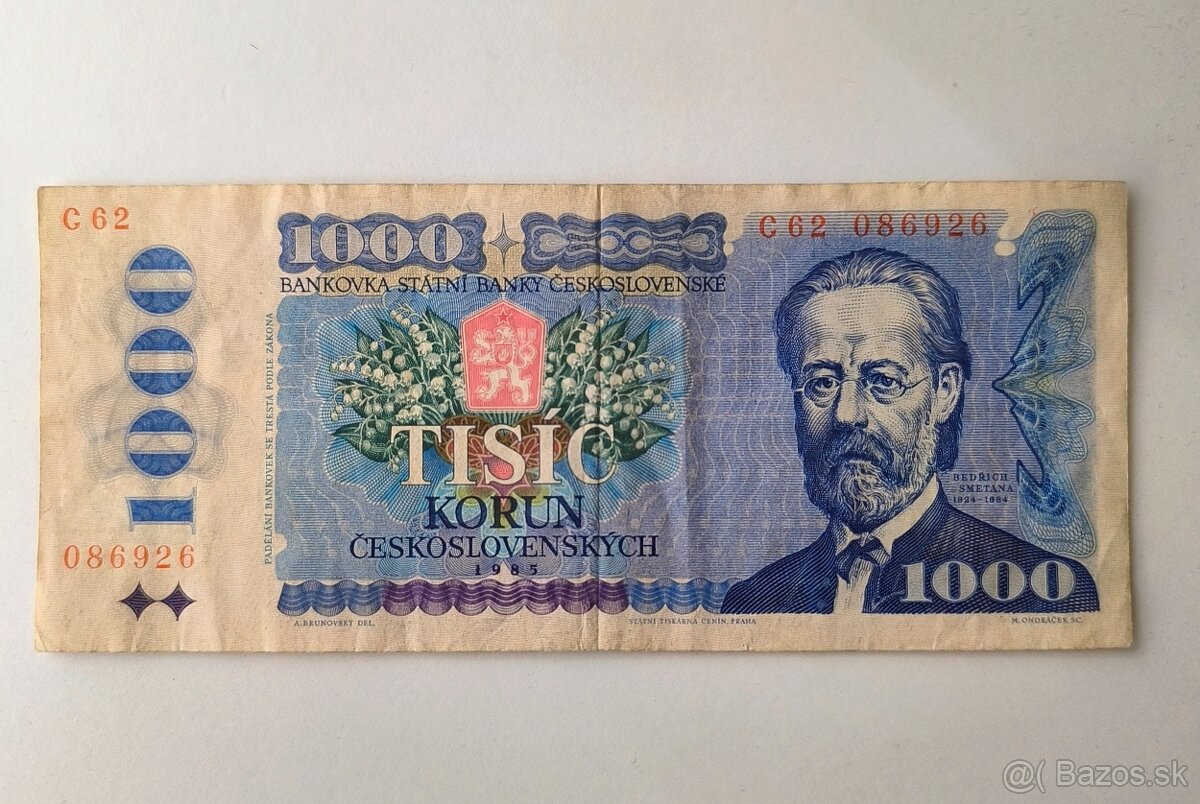 C 62
1000
086926
PADĚLÁNÍ BANKOVEK SE TRESTÁ PODLE ZÁKONA
1000
C 62 086926
BANKOVKA STÁTNÍ BANKY ČESKOSLOVENSKÉ
TISÍC
KORUN
ČESKOSLOVENSKÝCH
1985
BEDŘICH
SMETANA
1824-1884
1000
A.BRUNOVSKÝ DEL.
STÁTNÍ TISKÁRNA CENIN, PRAHA
M. ONDRÁČEK SC.
@( Bazos.sk